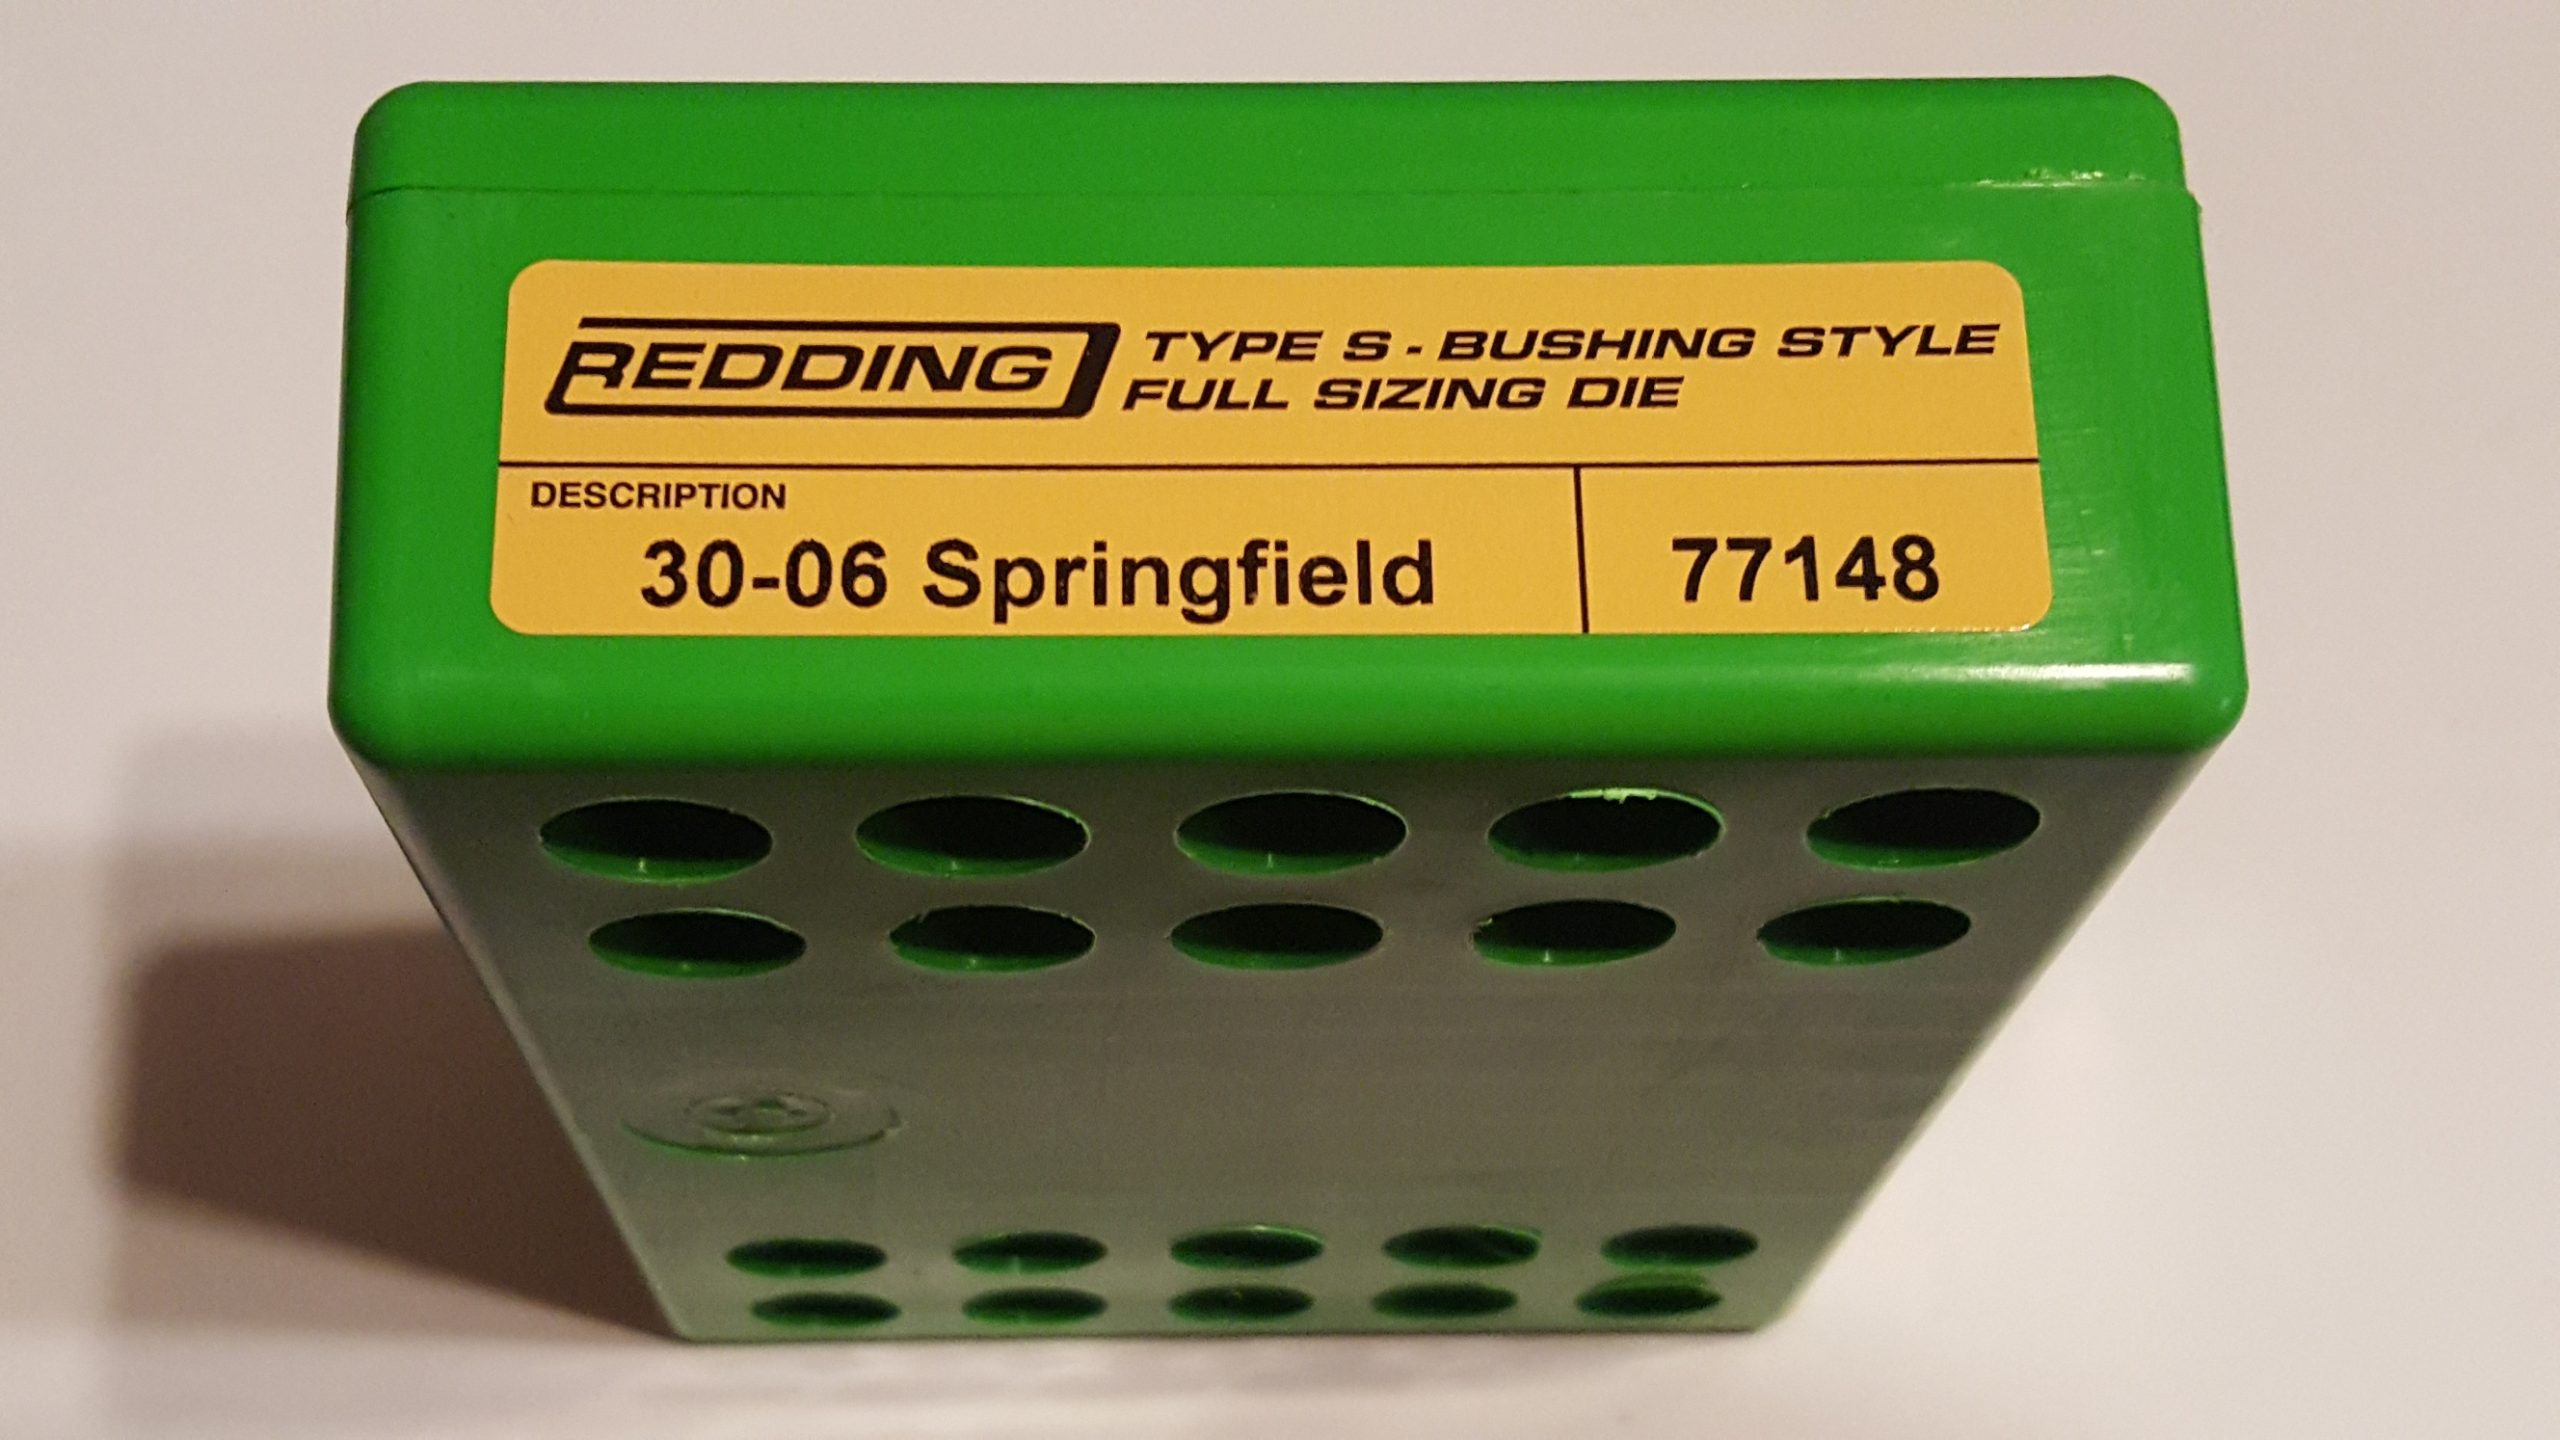 REDDING
TYPE S - BUSHING STYLE
FULL SIZING DIE
DESCRIPTION
30-06 Springfield
77148